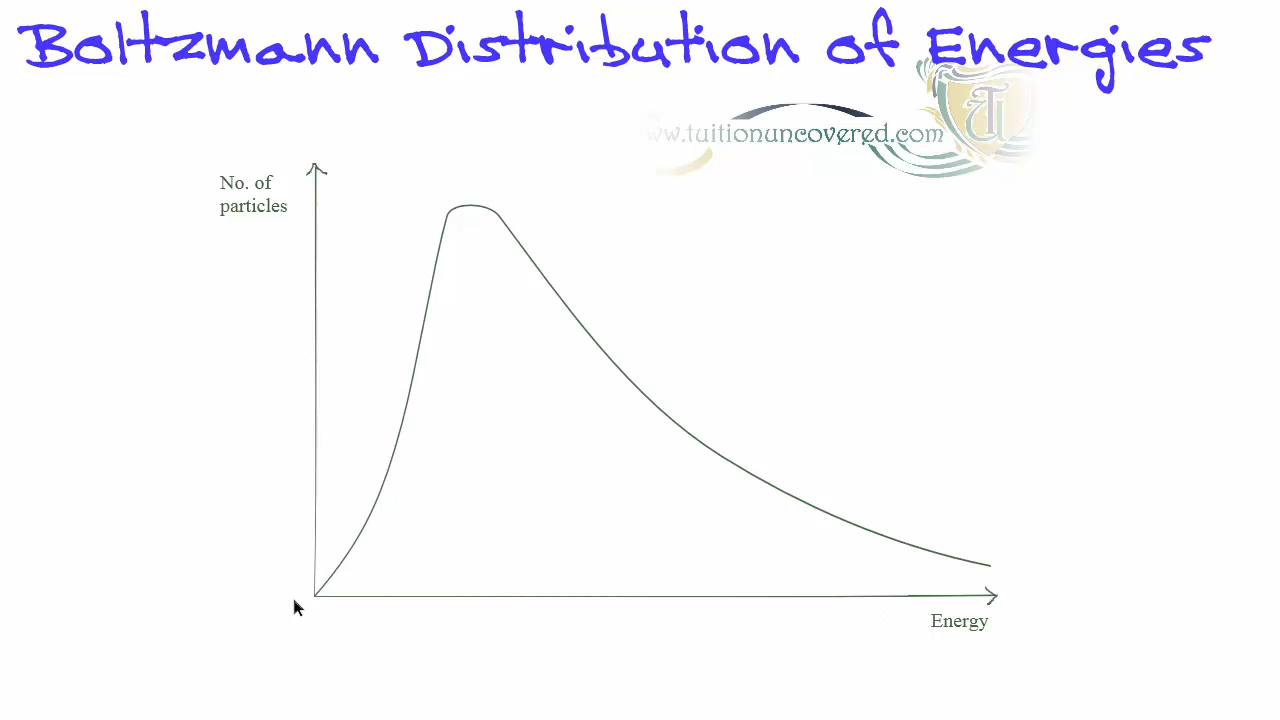 Boltzmann Distribution of Energies
www.tuitionuncovered.com
No. of
particles
Energy